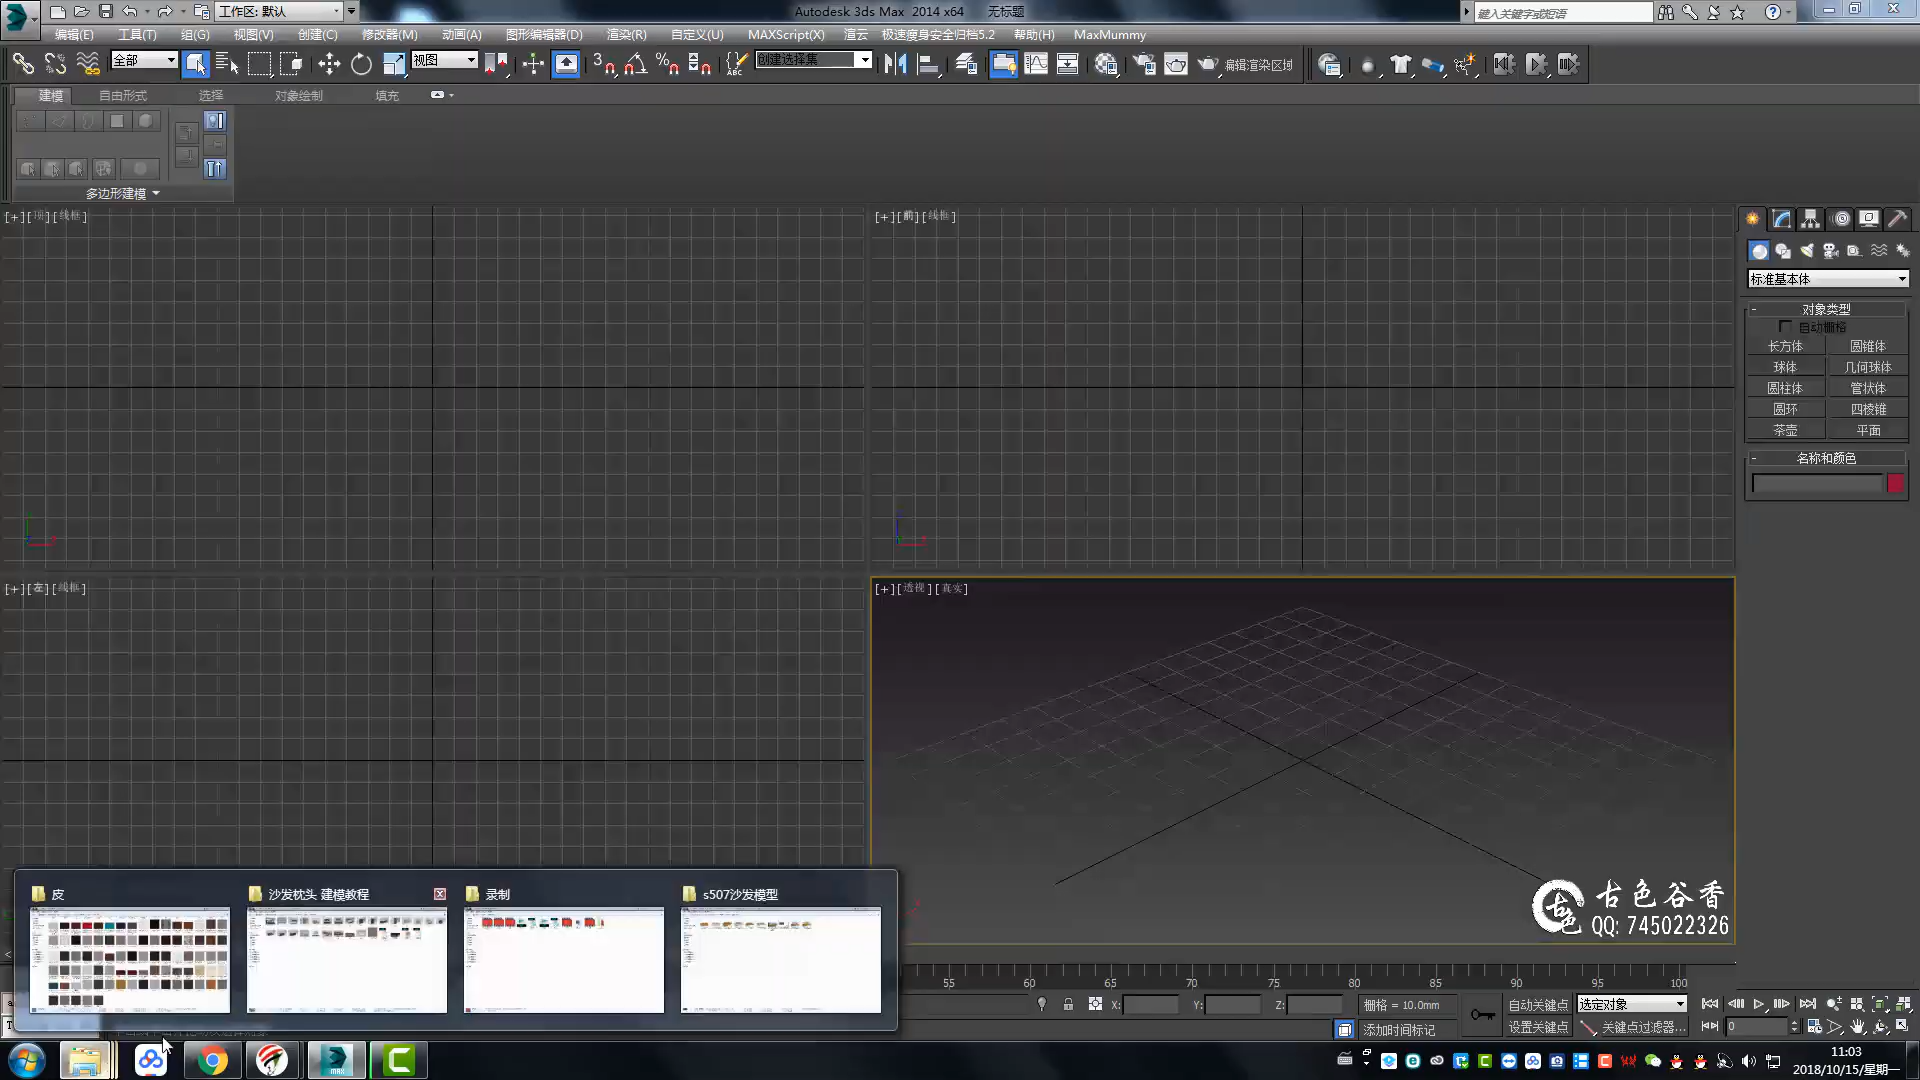 工作区: 默认
Autodesk 3ds Max 2014 x64 无标题
键入关键字或短语
编辑(E) 工具(T) 组(G) 视图(V) 创建(C) 修改器(M) 动画(A) 图形编辑器(D) 渲染(R) 自定义(U) MAXScript(X) 渲云 极速瘦身安全归档5.2 帮助(H) MaxMummy
全部 视图 创建选择集 编辑渲染区域
建模 自由形式 选择 对象绘制 填充
多边形建模
[+][顶][线框]
[+][前][线框]
标准基本体
对象类型
自动栅格
长方体 圆锥体
球体 几何球体
圆柱体 管状体
圆环 四棱锥
茶壶 平面
名称和颜色
[+][左][线框]
[+][透视][真实]
古色谷香
QQ: 745022326
皮 沙发枕头 建模教程 录制 s507沙发模型
55 60 65 70 75 80 85 90 95 100
X: Y: Z: 栅格 = 10.0mm 自动关键点 选定对象
添加时间标记 设置关键点 关键点过滤器... 0
MAX
11:03
2018/10/15/星期一